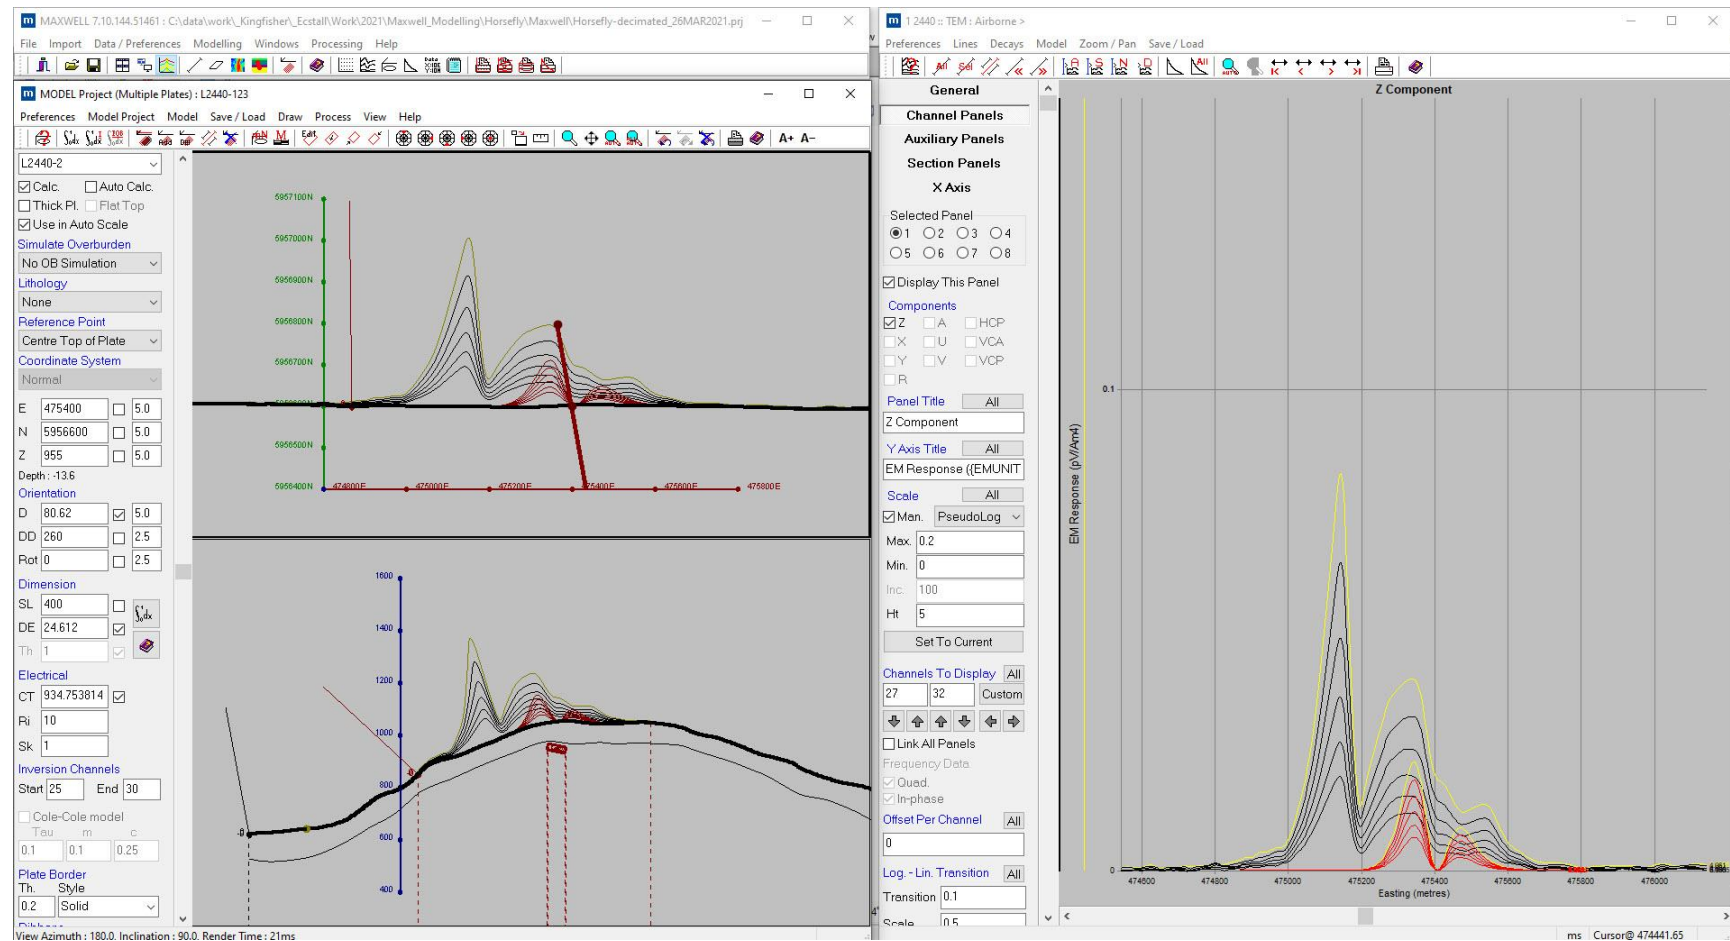 MAXWELL 7.10.144.51461 : C:\data\work\_Kingfisher\_Ecstall\Work\2021\Maxwell_Modelling\Horsefly\Maxwell\Horsefly-decimated_26MAR2021.prj
File Import Data / Preferences Modelling Windows Processing Help
MODEL Project (Multiple Plates) : L2440-123
Preferences Model Project Model Save / Load Draw Process View Help
A+ A-
L2440-2
Calc. Auto Calc.
Thick Pl. Flat Top
Use in Auto Scale
Simulate Overburden
No OB Simulation
Lithology
None
Reference Point
Centre Top of Plate
Coordinate System
Normal
E 475400 5.0
N 5956600 5.0
Z 955 5.0
Depth : -13.6
Orientation
D 80.62 5.0
DD 260 2.5
Rot 0 2.5
Dimension
SL 400
DE 24.612
Th 1
Electrical
CT 934.753814
Ri 10
Sk 1
Inversion Channels
Start 25 End 30
Cole-Cole model
Tau m c
0.1 0.1 0.25
Plate Border
Th. Style
0.2 Solid
View Azimuth : 180.0, Inclination : 90.0, Render Time : 21ms
5957100N
5957000N
5956900N
5956800N
5956700N
5956600N
5956500N
5956400N
474800E 475000E 475200E 475400E 475600E 475800E
1600
1400
1200
1000
800
600
400
1 2440 :: TEM : Airborne >
Preferences Lines Decays Model Zoom / Pan Save / Load
General
Channel Panels
Auxiliary Panels
Section Panels
X Axis
Selected Panel
1 2 3 4
5 6 7 8
Display This Panel
Components
Z A HCP
X U VCA
Y V VCP
R
Panel Title All
Z Component
Y Axis Title All
EM Response ({EMUNIT
Scale All
Man. PseudoLog
Max. 0.2
Min. 0
Inc. 100
Ht 5
Set To Current
Channels To Display All
27 32 Custom
Link All Panels
Frequency Data
Quad.
In-phase
Offset Per Channel All
0
Log. - Lin. Transition All
Transition 0.1
Scale 0.5
Z Component
EM Response (pV/Am4)
0.1
0
474600 474800 475000 475200 475400 475600 475800 476000
Easting (metres)
ms Cursor@ 474441.65